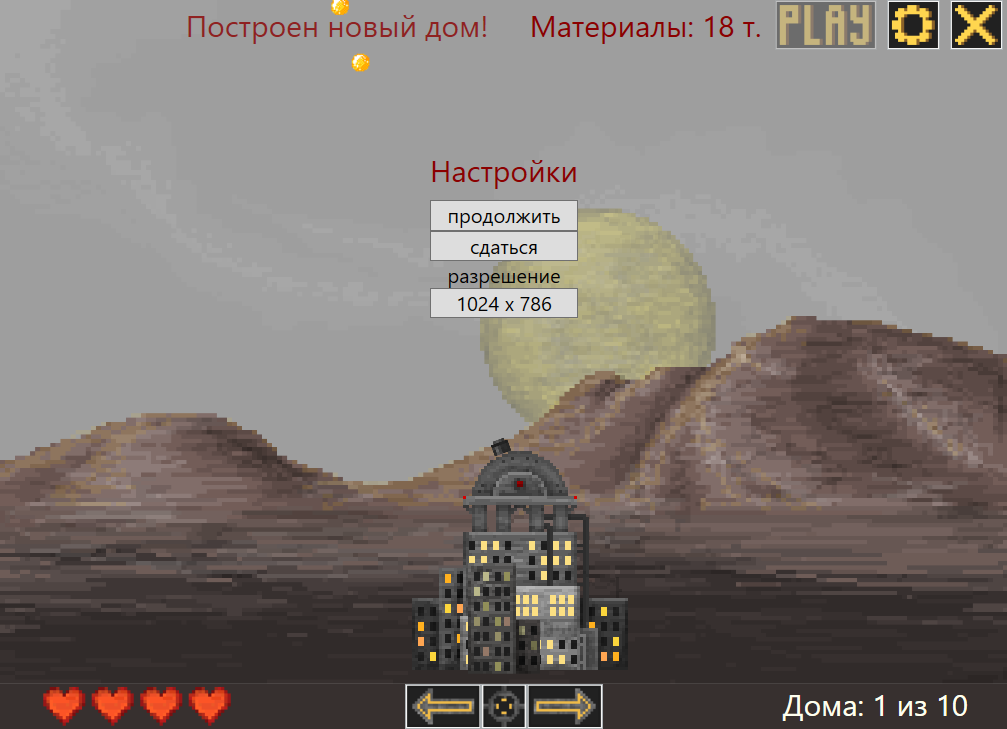 Построен новый дом! Материалы: 18 т. PLAY
Настройки
продолжить
сдаться
разрешение
1024 x 786
Дома: 1 из 10